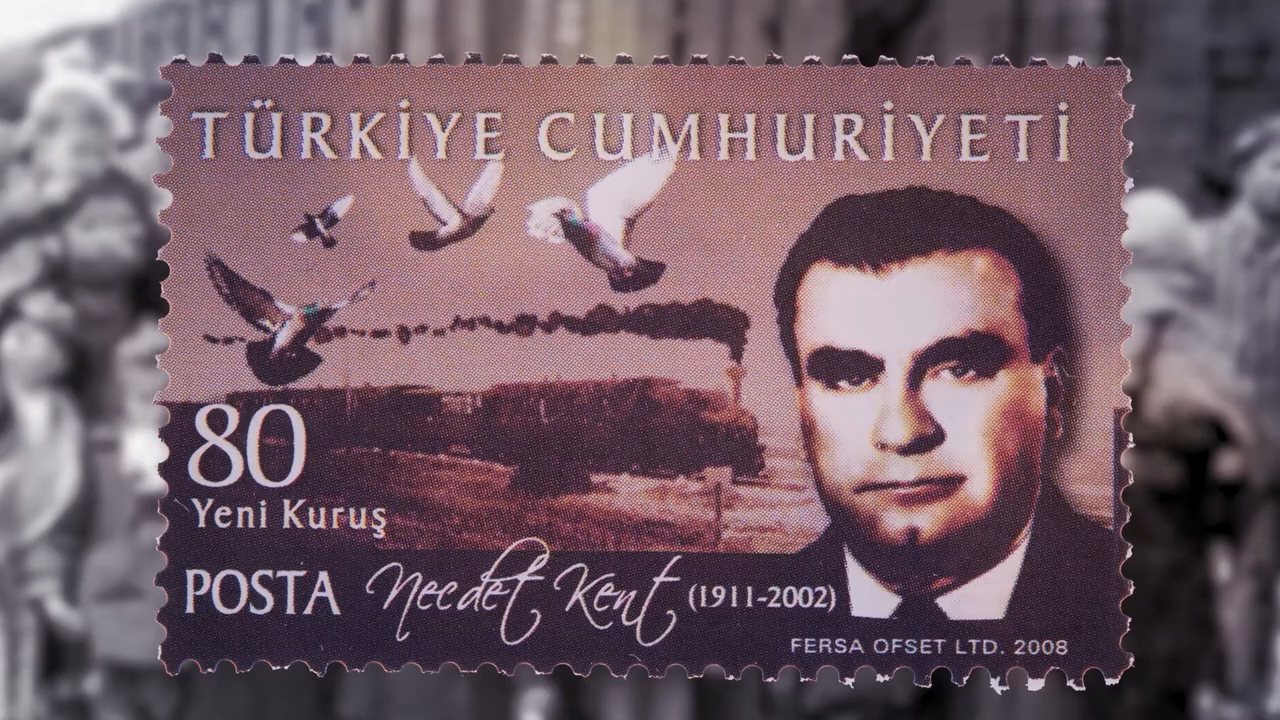 TÜRKİYE CUMHURİYETİ
80
Yeni Kuruş
POSTA Necdet Kent (1911-2002)
FERSA OFSET LTD. 2008